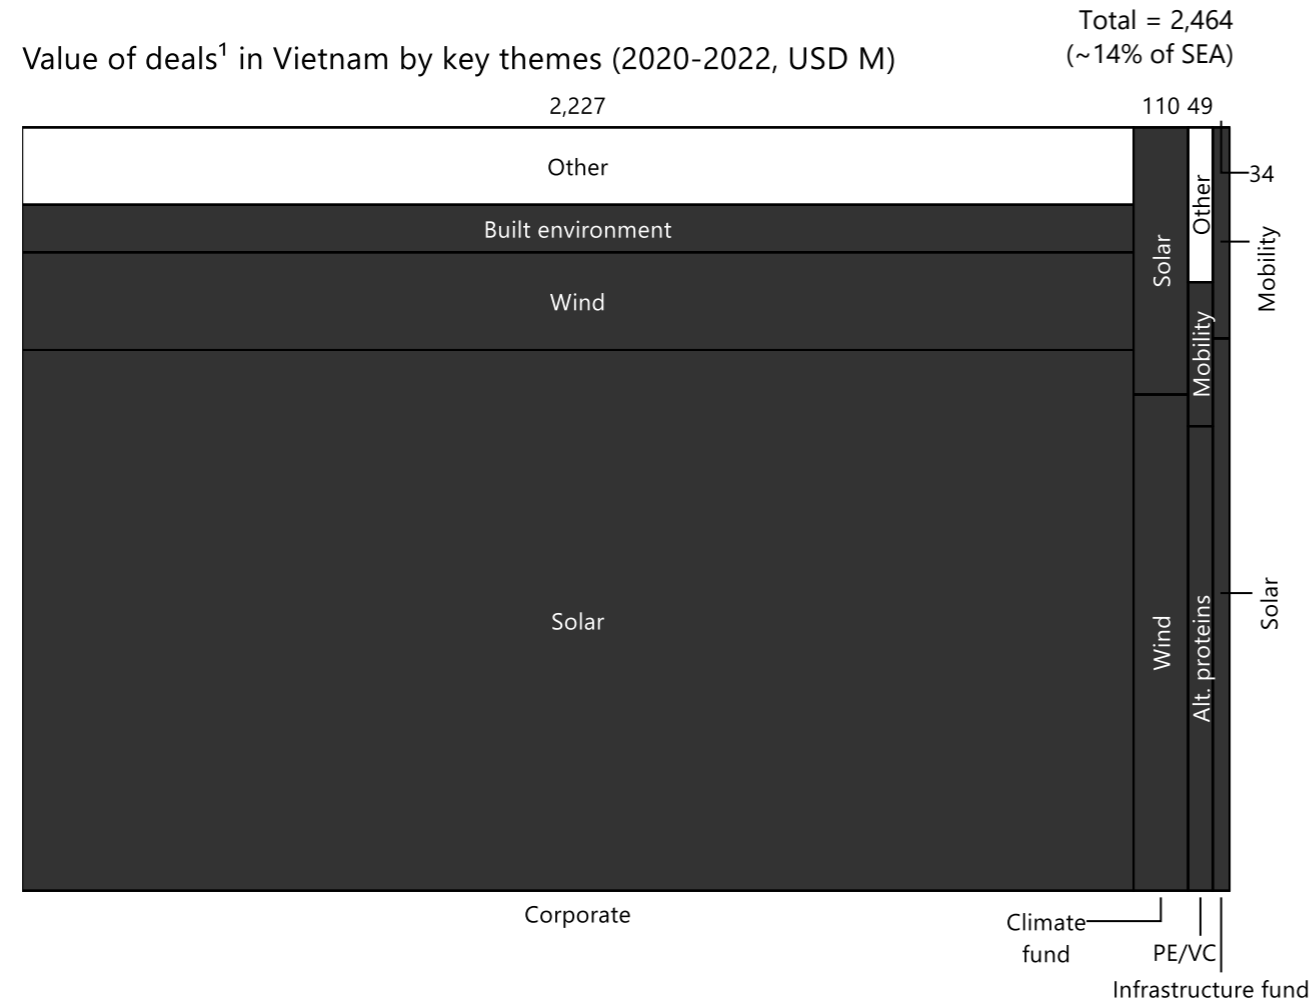 Total = 2,464
(~14% of SEA)
Value of deals¹ in Vietnam by key themes (2020-2022, USD M)
2,227
110
49
34
Other
Built environment
Wind
Solar
Solar
Wind
Other
Mobility
Alt. proteins
Mobility
Solar
Corporate
Climate
fund
PE/VC
Infrastructure fund